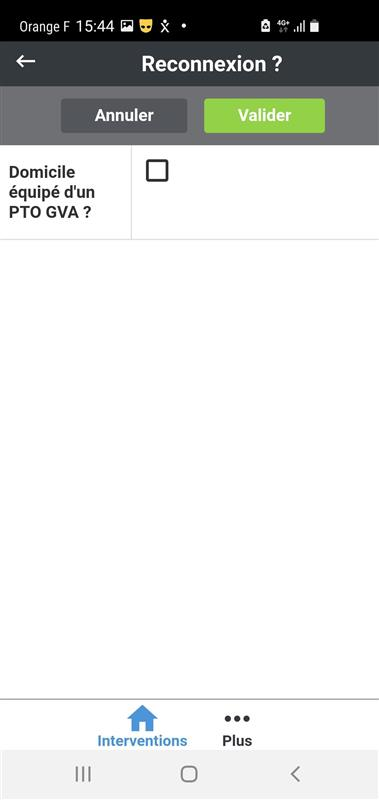 Orange F 15:44
4G+
Reconnexion ?
Annuler
Valider
Domicile
équipé d'un
PTO GVA ?
Interventions
Plus